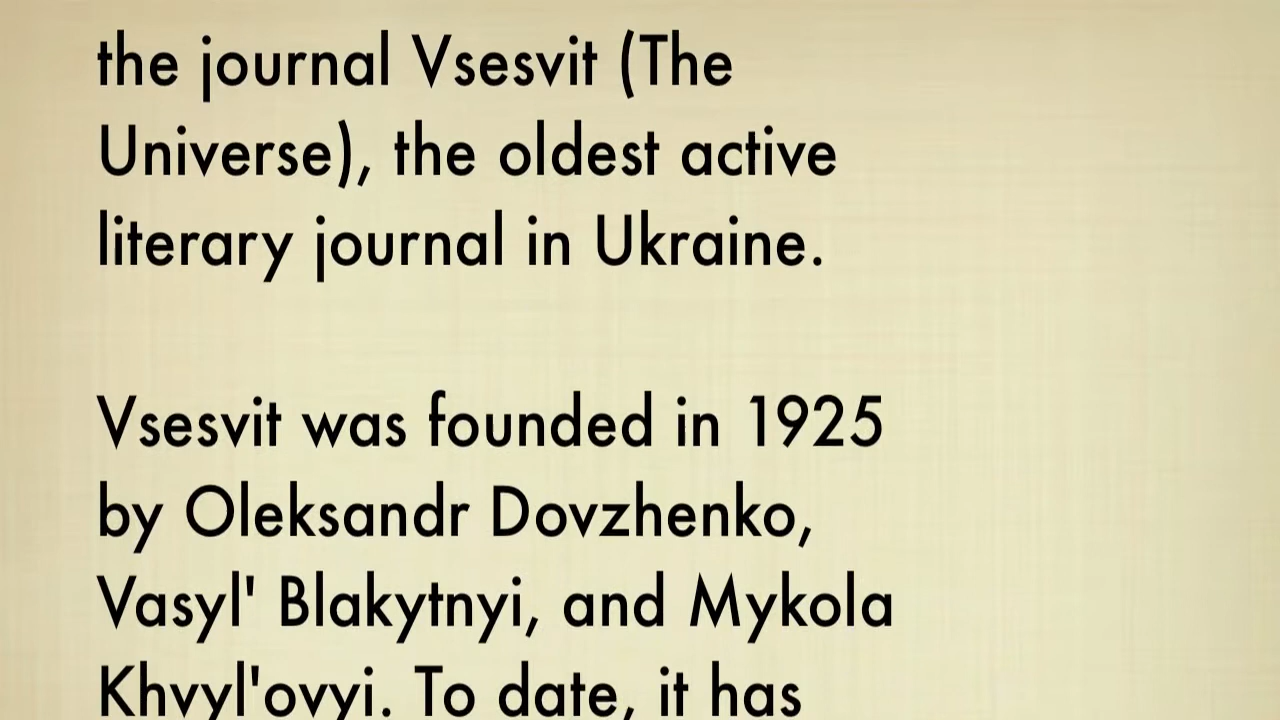 the journal Vsesvit (The
Universe), the oldest active
literary journal in Ukraine.
Vsesvit was founded in 1925
by Oleksandr Dovzhenko,
Vasyl' Blakytnyi, and Mykola
Khvyl'ovyi. To date, it has